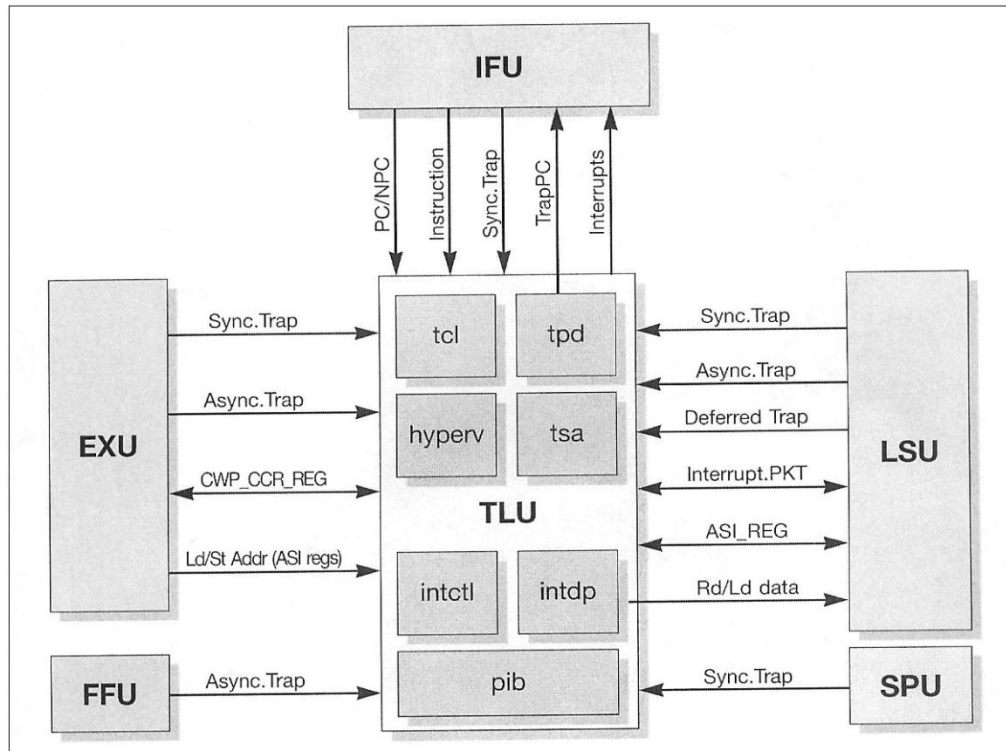 IFU
PC/NPC
Instruction
Sync.Trap
TrapPC
Interrupts
EXU
Sync.Trap
Async.Trap
CWP_CCR_REG
Ld/St Addr (ASI regs)
FFU
Async.Trap
tcl
tpd
hyperv
tsa
TLU
intctl
intdp
pib
Sync.Trap
Async.Trap
Deferred Trap
Interrupt.PKT
ASI_REG
Rd/Ld data
Sync.Trap
LSU
SPU